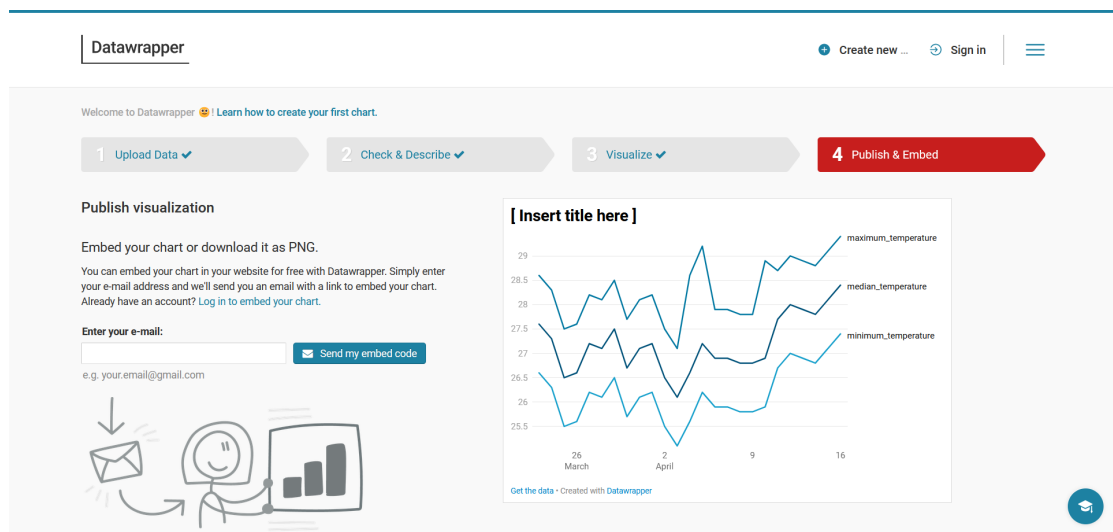 Datawrapper
Create new ...
Sign in
Welcome to Datawrapper 🙂! Learn how to create your first chart.
1 Upload Data ✔
2 Check & Describe ✔
3 Visualize ✔
4 Publish & Embed
Publish visualization
Embed your chart or download it as PNG.
You can embed your chart in your website for free with Datawrapper. Simply enter
your e-mail address and we'll send you an email with a link to embed your chart.
Already have an account? Log in to embed your chart.
Enter your e-mail:
Send my embed code
e.g. your.email@gmail.com
[ Insert title here ]
maximum_temperature
29
28.5
median_temperature
28
27.5
minimum_temperature
27
26.5
26
25.5
26 2 9 16
March April
Get the data • Created with Datawrapper